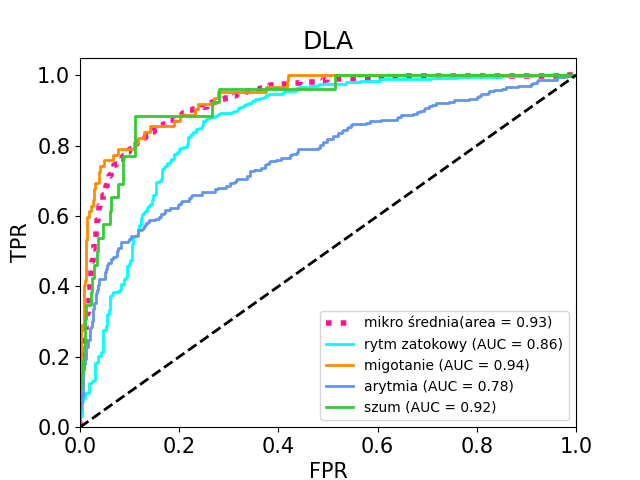 DLA
1.0
0.8
0.6
0.4
0.2
0.0
TPR
0.0 0.2 0.4 0.6 0.8 1.0
FPR
mikro średnia(area = 0.93)
rytm zatokowy (AUC = 0.86)
migotanie (AUC = 0.94)
arytmia (AUC = 0.78)
szum (AUC = 0.92)